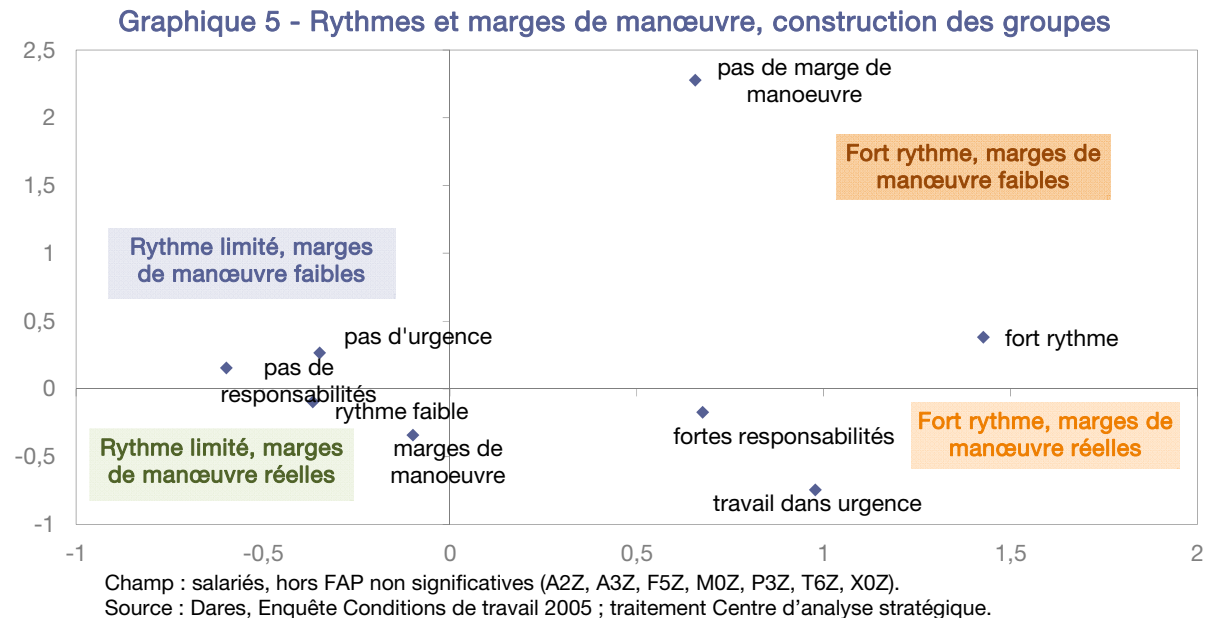 Graphique 5 - Rythmes et marges de manœuvre, construction des groupes
2,5
2
1,5
1
0,5
0
-0,5
-1
pas de marge de
manoeuvre
Fort rythme, marges de
manœuvre faibles
Rythme limité, marges
de manœuvre faibles
pas d'urgence
fort rythme
pas de
responsabilités
rythme faible
marges de
manoeuvre
Rythme limité, marges
de manœuvre réelles
fortes responsabilités
Fort rythme, marges de
manœuvre réelles
travail dans urgence
-1
-0,5
0
0,5
1
1,5
2
Champ : salariés, hors FAP non significatives (A2Z, A3Z, F5Z, M0Z, P3Z, T6Z, X0Z).
Source : Dares, Enquête Conditions de travail 2005 ; traitement Centre d'analyse stratégique.